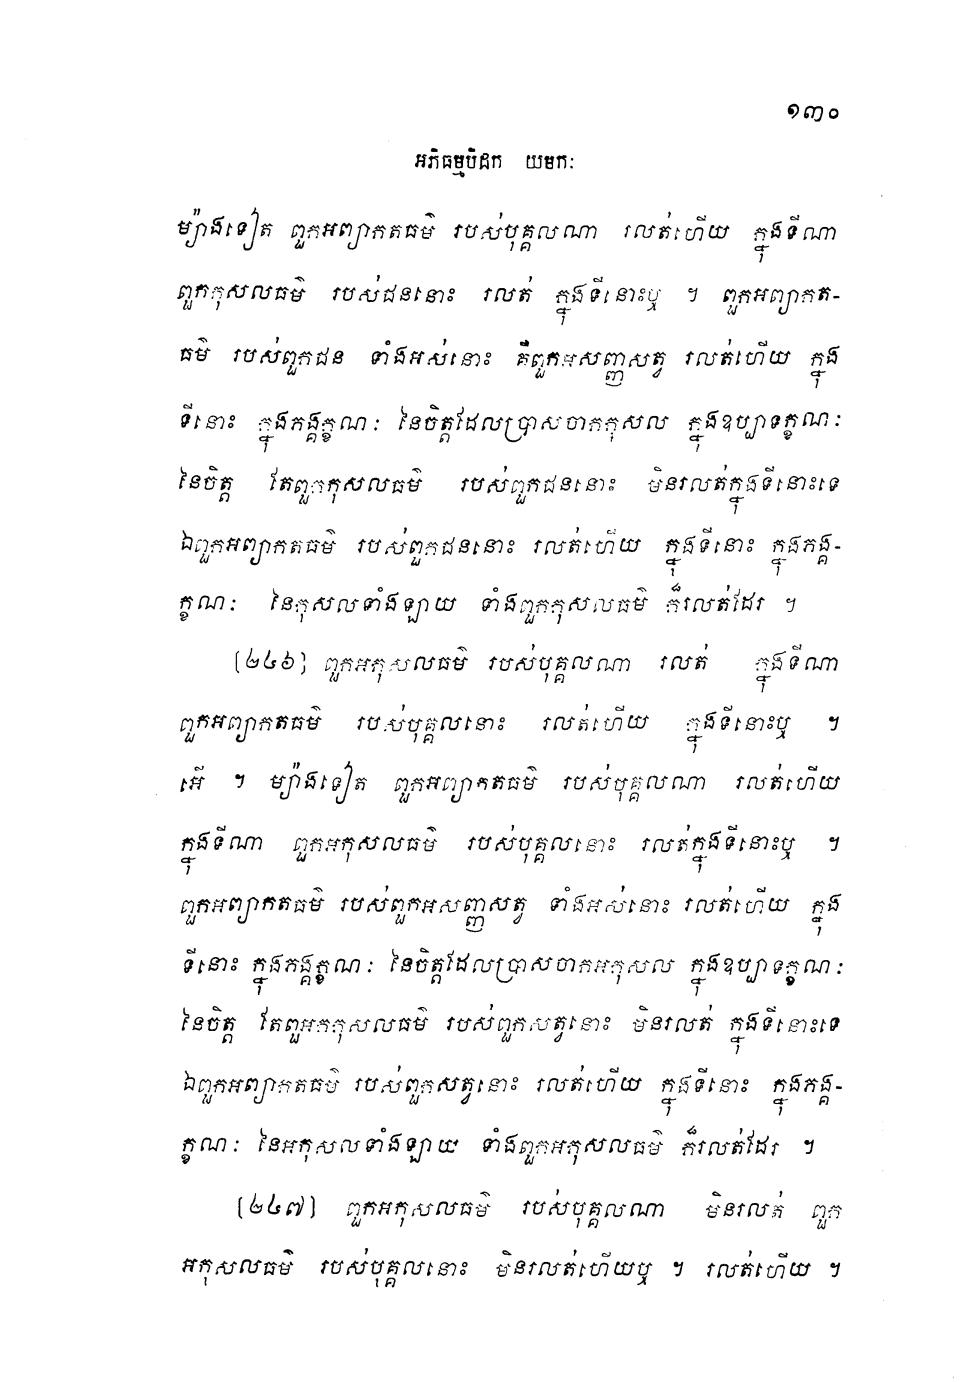 ១៣០
អភិធម្មបិដក យមកៈ
ម្យ៉ាងទៀត ពួកអព្យាកតធម៌ របស់បុគ្គលណា រលត់ហើយ ក្នុងទីណា
ពួកកុសលធម៌ របស់ជននោះ រលត់ ក្នុងទីនោះឬ ។ ពួកអព្យាកត-
ធម៌ របស់ពួកជន ទាំងអស់នោះ គឺពួកអសញ្ញសត្វ រលត់ហើយ ក្នុង
ទីនោះ ក្នុងភង្គក្ខណៈ នៃចិត្តដែលប្រាសចាកកុសល ក្នុងឧប្បាទក្ខណៈ
នៃចិត្ត តែពួកកុសលធម៌ របស់ពួកជននោះ មិនរលត់ក្នុងទីនោះទេ
ឯពួកអព្យាកតធម៌ របស់ពួកជននោះ រលត់ហើយ ក្នុងទីនោះ ក្នុងភង្គ-
ក្ខណៈ នៃកុសលទាំងឡាយ ទាំងពួកកុសលធម៌ ក៏រលត់ដែរ ។
(៤៤៦) ពួកអកុសលធម៌ របស់បុគ្គលណា រលត់ ក្នុងទីណា
ពួកអព្យាកតធម៌ របស់បុគ្គលនោះ រលត់ហើយ ក្នុងទីនោះឬ ។
អើ ។ ម្យ៉ាងទៀត ពួកអព្យាកតធម៌ របស់បុគ្គលណា រលត់ហើយ
ក្នុងទីណា ពួកអកុសលធម៌ របស់បុគ្គលនោះ រលត់ក្នុងទីនោះឬ ។
ពួកអព្យាកតធម៌ របស់ពួកអសញ្ញសត្វ ទាំងអស់នោះ រលត់ហើយ ក្នុង
ទីនោះ ក្នុងភង្គក្ខណៈ នៃចិត្តដែលប្រាសចាកអកុសល ក្នុងឧប្បាទក្ខណៈ
នៃចិត្ត តែពួអកកុសលធម៌ របស់ពួកសត្វនោះ មិនរលត់ ក្នុងទីនោះទេ
ឯពួកអព្យាកតធម៌ របស់ពួកសត្វនោះ រលត់ហើយ ក្នុងទីនោះ ក្នុងភង្គ-
ក្ខណៈ នៃអកុសលទាំងឡាយ ទាំងពួកអកុសលធម៌ ក៏រលត់ដែរ ។
(៤៤៧) ពួកអកុសលធម៌ របស់បុគ្គលណា មិនរលត់ ពួក
អកុសលធម៌ របស់បុគ្គលនោះ មិនរលត់ហើយឬ ។ រលត់ហើយ ។